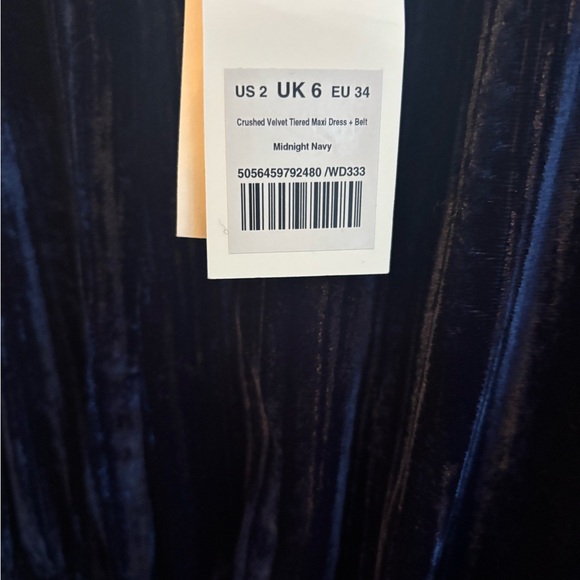 US 2 UK 6 EU 34
Crushed Velvet Tiered Maxi Dress + Belt
Midnight Navy
5056459792480 /WD333